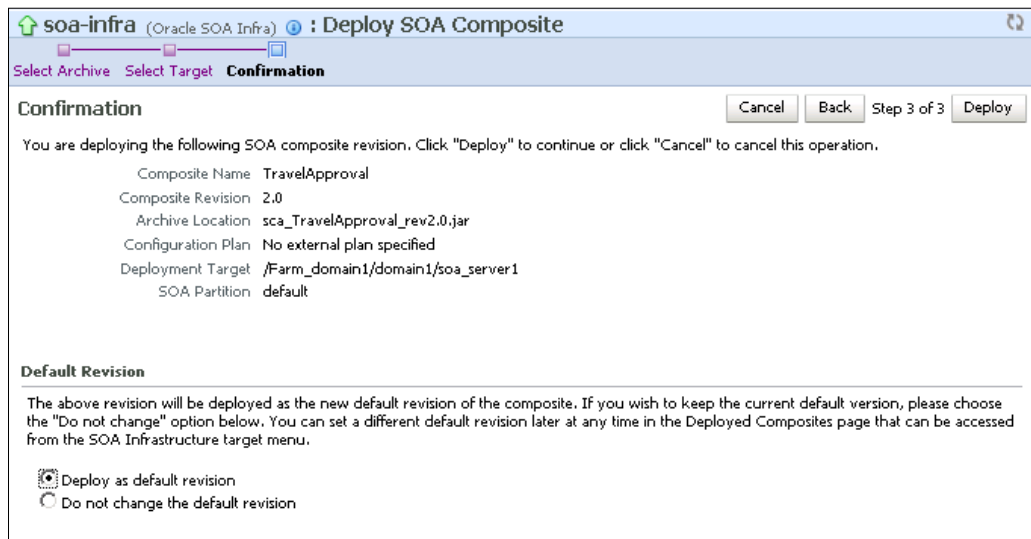 soa-infra (Oracle SOA Infra) i : Deploy SOA Composite
Select Archive Select Target Confirmation
Confirmation Cancel Back Step 3 of 3 Deploy
You are deploying the following SOA composite revision. Click "Deploy" to continue or click "Cancel" to cancel this operation.
Composite Name TravelApproval
Composite Revision 2.0
Archive Location sca_TravelApproval_rev2.0.jar
Configuration Plan No external plan specified
Deployment Target /Farm_domain1/domain1/soa_server1
SOA Partition default
Default Revision
The above revision will be deployed as the new default revision of the composite. If you wish to keep the current default version, please choose
the "Do not change" option below. You can set a different default revision later at any time in the Deployed Composites page that can be accessed
from the SOA Infrastructure target menu.
Deploy as default revision
Do not change the default revision